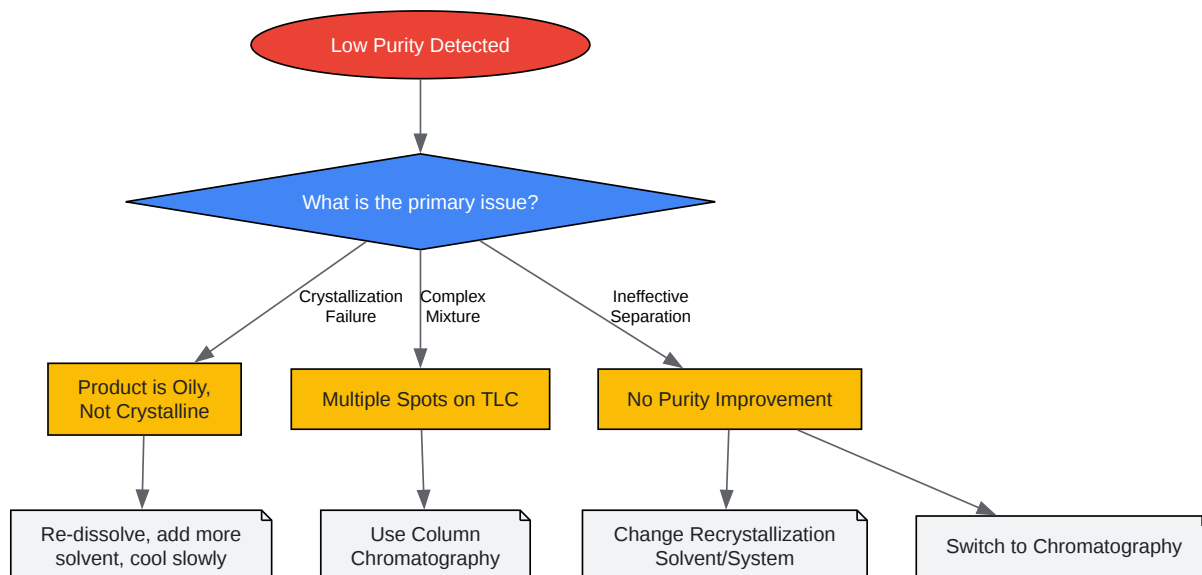 Low Purity Detected
What is the primary issue?
Crystallization
Failure
Complex
Mixture
Ineffective
Separation
Product is Oily,
Not Crystalline
Multiple Spots on TLC
No Purity Improvement
Re-dissolve, add more
solvent, cool slowly
Use Column
Chromatography
Change Recrystallization
Solvent/System
Switch to Chromatography